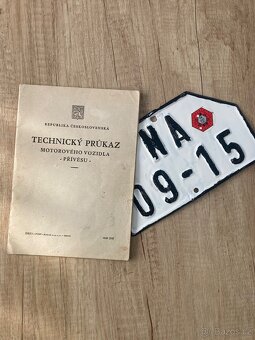 REPUBLIKA ČESKOSLOVENSKÁ
TECHNICKÝ PRŮKAZ
MOTOROVÉHO VOZIDLA
- PŘÍVĚSU -
NA
09-15